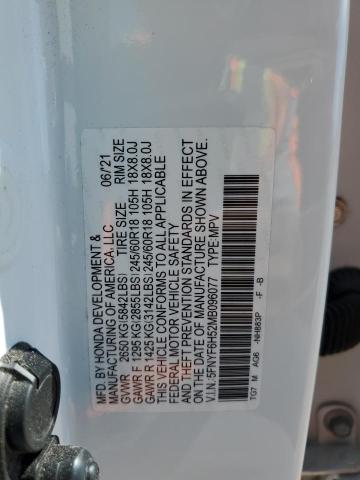 MFD. BY HONDA DEVELOPMENT & 06/'21
MANUFACTURING OF AMERICA, LLC
GVWR 2650 KG(5842LBS) TIRE SIZE RIM SIZE
GAWR F 1295 KG(2855LBS) 245/60R18 105H 18X8.0J
GAWR R 1425 KG(3142LBS) 245/60R18 105H 18X8.0J
THIS VEHICLE CONFORMS TO ALL APPLICABLE
FEDERAL MOTOR VEHICLE SAFETY
AND THEFT PREVENTION STANDARDS IN EFFECT
ON THE DATE OF MANUFACTURE SHOWN ABOVE.
V.I.N. 5FNYF6H52MB096077 TYPE:MPV
TG7 M AG6 -NH883P -F -B